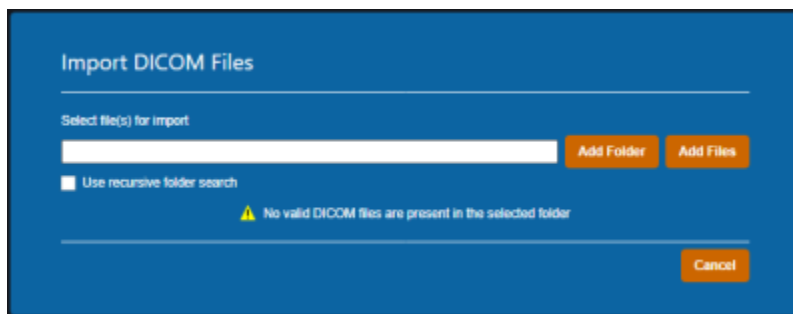 Import DICOM Files
Select file(s) for import
Add Folder Add Files
Use recursive folder search
No valid DICOM files are present in the selected folder
Cancel